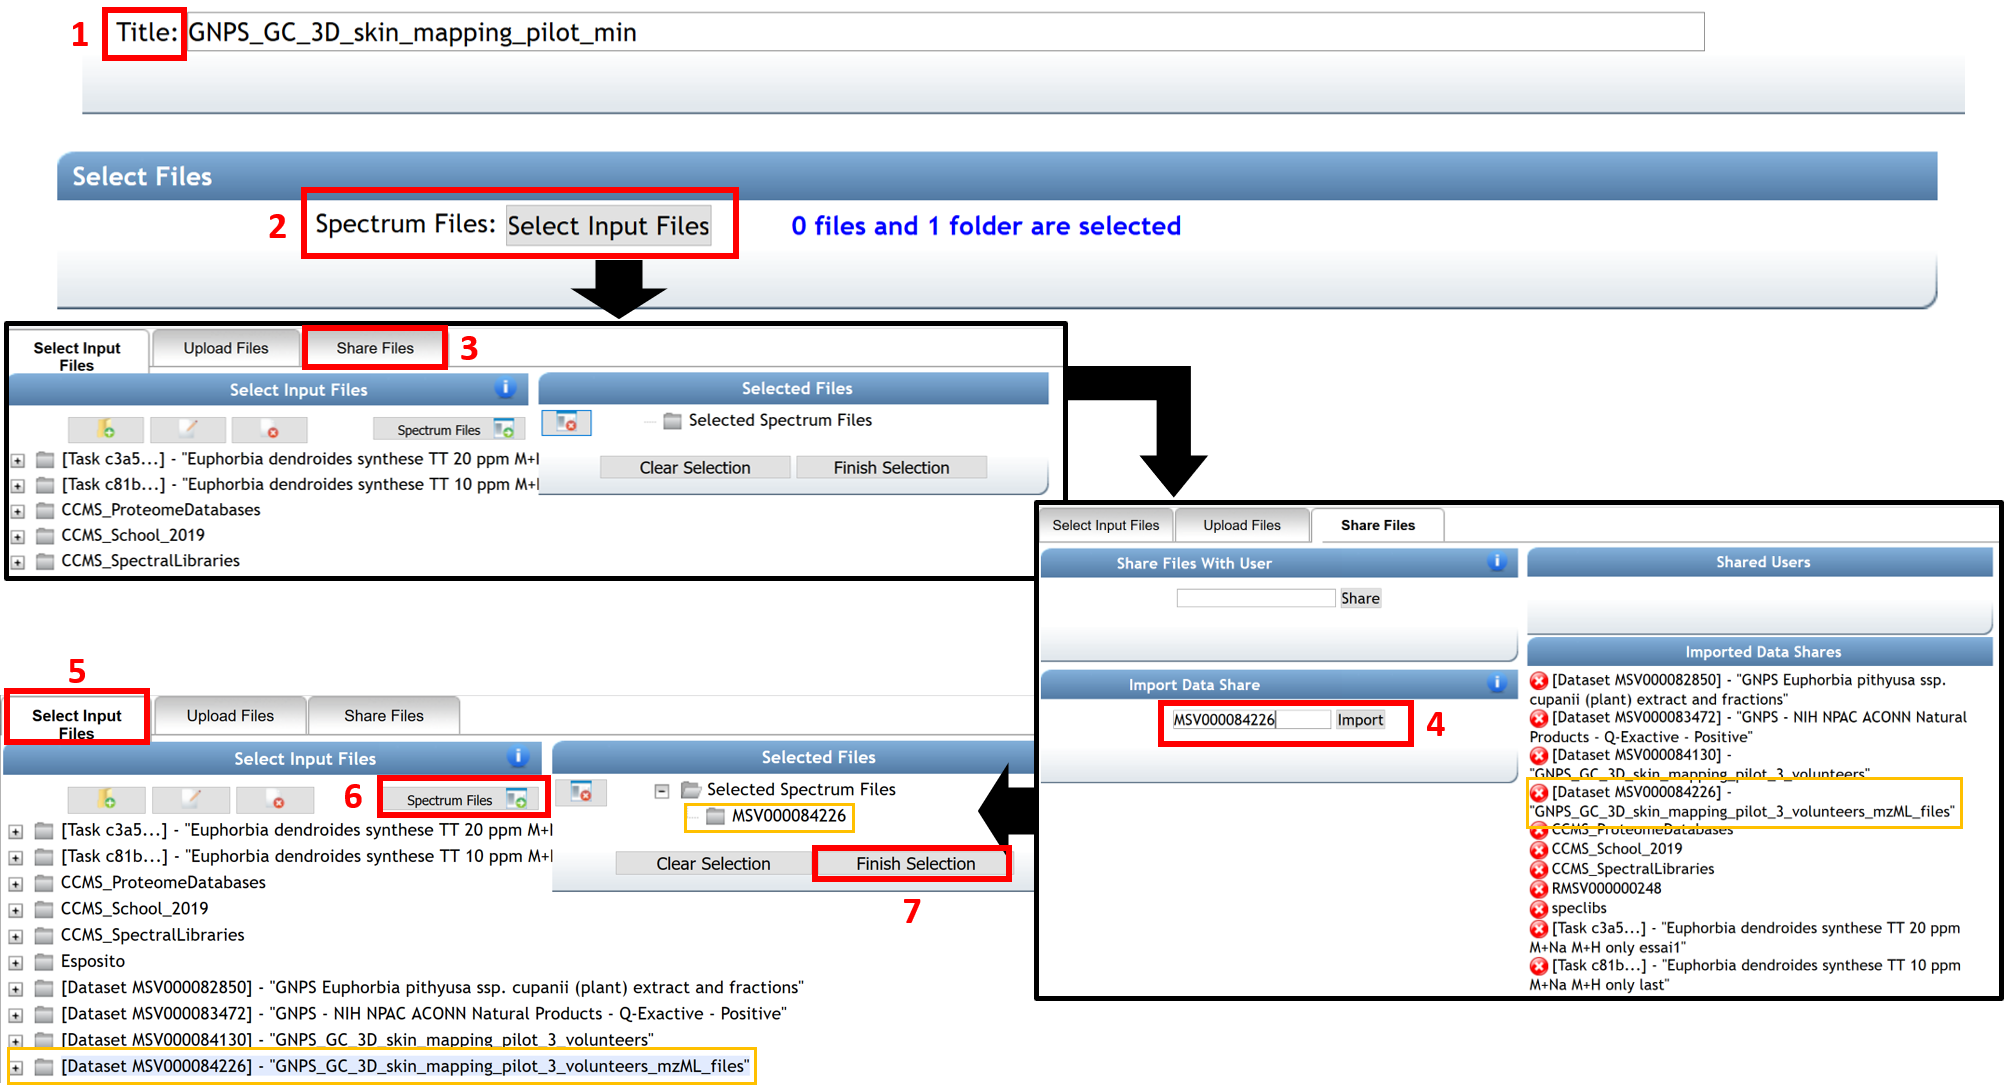 1
Title: GNPS_GC_3D_skin_mapping_pilot_min
Select Files
2
Spectrum Files: Select Input Files
0 files and 1 folder are selected
Select Input
Files
Upload Files
Share Files
3
Select Input Files
i
Selected Files
Spectrum Files
Selected Spectrum Files
Clear Selection
Finish Selection
[Task c3a5...] - "Euphorbia dendroides synthese TT 20 ppm M+
[Task c81b...] - "Euphorbia dendroides synthese TT 10 ppm M+
CCMS_ProteomeDatabases
CCMS_School_2019
CCMS_SpectralLibraries
Select Input Files
Upload Files
Share Files
Share Files With User
i
Share
Shared Users
Import Data Share
i
MSV000084226
Import
4
Imported Data Shares
[Dataset MSV000082850] - "GNPS Euphorbia pithyusa ssp.
cupanii (plant) extract and fractions"
[Dataset MSV000083472] - "GNPS - NIH NPAC ACONN Natural
Products - Q-Exactive - Positive"
[Dataset MSV000084130] -
"GNPS_GC_3D_skin_mapping_pilot_3_volunteers"
[Dataset MSV000084226] -
"GNPS_GC_3D_skin_mapping_pilot_3_volunteers_mzML_files"
CCMS_ProteomeDatabases
CCMS_School_2019
CCMS_SpectralLibraries
RMSV000000248
speclibs
[Task c3a5...] - "Euphorbia dendroides synthese TT 20 ppm
M+Na M+H only essai1"
[Task c81b...] - "Euphorbia dendroides synthese TT 10 ppm
M+Na M+H only last"
5
Select Input
Files
Upload Files
Share Files
Select Input Files
i
Selected Files
6
Spectrum Files
Selected Spectrum Files
MSV000084226
Clear Selection
Finish Selection
7
[Task c3a5...] - "Euphorbia dendroides synthese TT 20 ppm M+
[Task c81b...] - "Euphorbia dendroides synthese TT 10 ppm M+
CCMS_ProteomeDatabases
CCMS_School_2019
CCMS_SpectralLibraries
Esposito
[Dataset MSV000082850] - "GNPS Euphorbia pithyusa ssp. cupanii (plant) extract and fractions"
[Dataset MSV000083472] - "GNPS - NIH NPAC ACONN Natural Products - Q-Exactive - Positive"
[Dataset MSV000084130] - "GNPS_GC_3D_skin_mapping_pilot_3_volunteers"
[Dataset MSV000084226] - "GNPS_GC_3D_skin_mapping_pilot_3_volunteers_mzML_files"